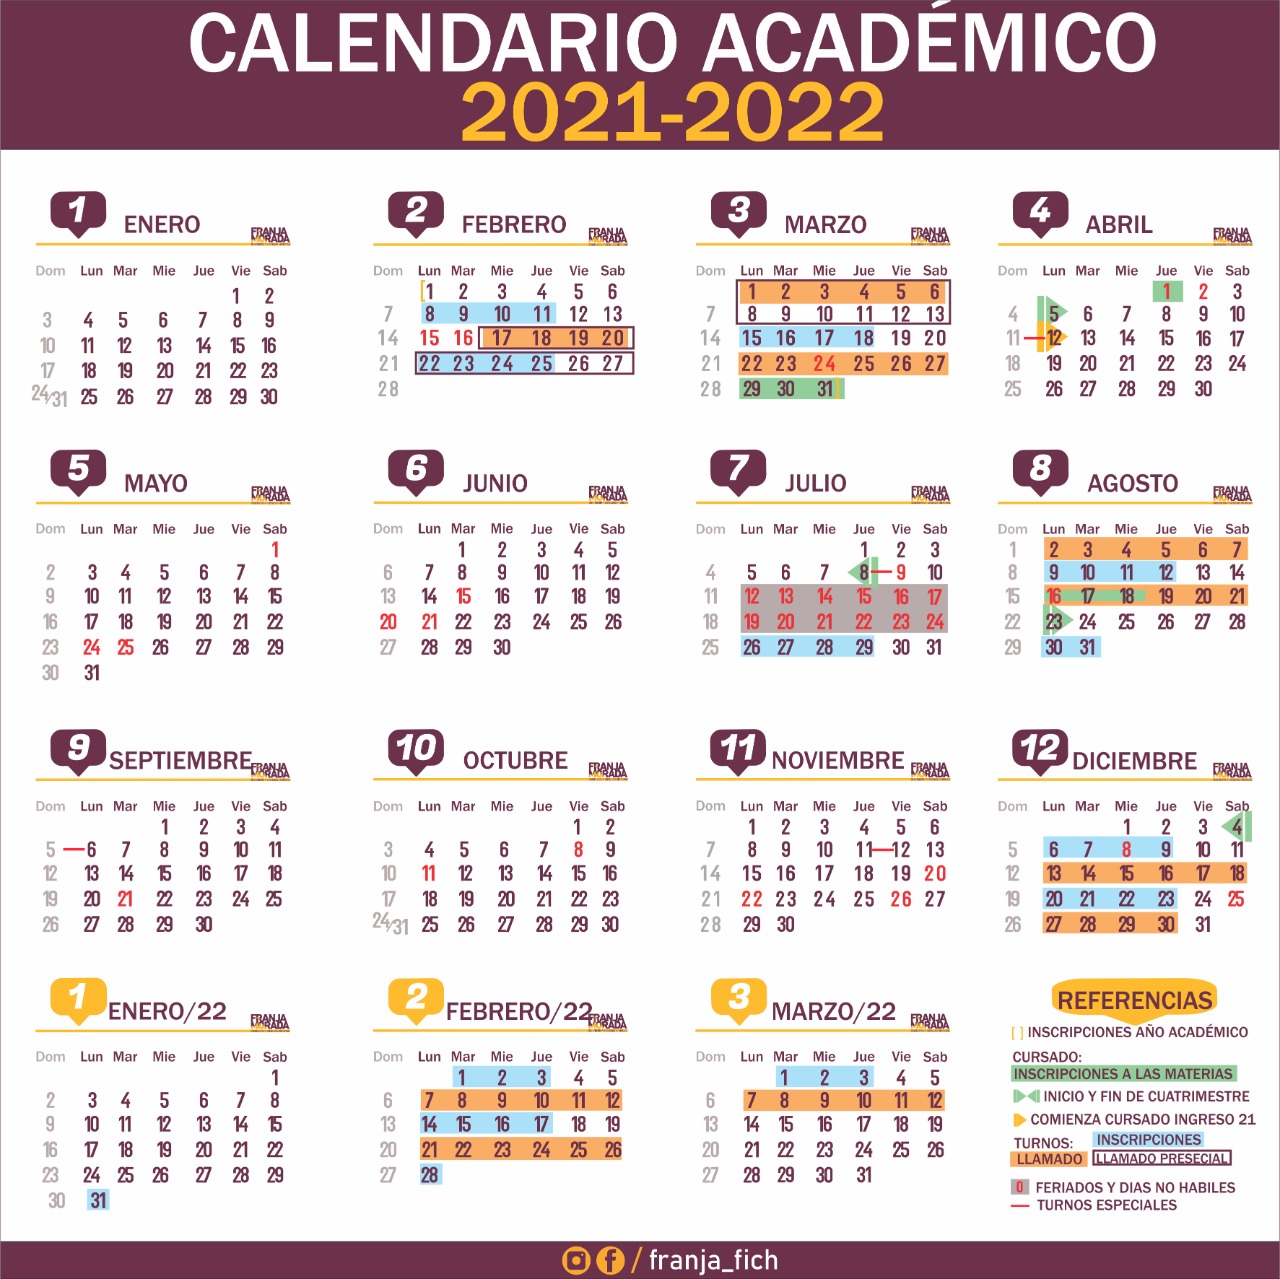 CALENDARIO ACADÉMICO
2021-2022
1 ENERO FRANJA MORADA
Dom Lun Mar Mie Jue Vie Sab
1 2
3 4 5 6 7 8 9
10 11 12 13 14 15 16
17 18 19 20 21 22 23
24/31 25 26 27 28 29 30
2 FEBRERO FRANJA MORADA
Dom Lun Mar Mie Jue Vie Sab
[1 2 3 4 5 6
7 8 9 10 11 12 13
14 15 16 17 18 19 20
21 22 23 24 25 26 27
28
3 MARZO FRANJA MORADA
Dom Lun Mar Mie Jue Vie Sab
1 2 3 4 5 6
7 8 9 10 11 12 13
14 15 16 17 18 19 20
21 22 23 24 25 26 27
28 29 30 31]
4 ABRIL FRANJA MORADA
Dom Lun Mar Mie Jue Vie Sab
1 2 3
4 5 6 7 8 9 10
11 12 13 14 15 16 17
18 19 20 21 22 23 24
25 26 27 28 29 30
5 MAYO FRANJA MORADA
Dom Lun Mar Mie Jue Vie Sab
1
2 3 4 5 6 7 8
9 10 11 12 13 14 15
16 17 18 19 20 21 22
23 24 25 26 27 28 29
30 31
6 JUNIO FRANJA MORADA
Dom Lun Mar Mie Jue Vie Sab
1 2 3 4 5
6 7 8 9 10 11 12
13 14 15 16 17 18 19
20 21 22 23 24 25 26
27 28 29 30
7 JULIO FRANJA MORADA
Dom Lun Mar Mie Jue Vie Sab
1 2 3
4 5 6 7 8 9 10
11 12 13 14 15 16 17
18 19 20 21 22 23 24
25 26 27 28 29 30 31
8 AGOSTO FRANJA MORADA
Dom Lun Mar Mie Jue Vie Sab
1 2 3 4 5 6 7
8 9 10 11 12 13 14
15 16 17 18 19 20 21
22 23 24 25 26 27 28
29 30 31
9 SEPTIEMBRE FRANJA MORADA
Dom Lun Mar Mie Jue Vie Sab
1 2 3 4
5 6 7 8 9 10 11
12 13 14 15 16 17 18
19 20 21 22 23 24 25
26 27 28 29 30
10 OCTUBRE FRANJA MORADA
Dom Lun Mar Mie Jue Vie Sab
1 2
3 4 5 6 7 8 9
10 11 12 13 14 15 16
17 18 19 20 21 22 23
24/31 25 26 27 28 29 30
11 NOVIEMBRE FRANJA MORADA
Dom Lun Mar Mie Jue Vie Sab
1 2 3 4 5 6
7 8 9 10 11 12 13
14 15 16 17 18 19 20
21 22 23 24 25 26 27
28 29 30
12 DICIEMBRE FRANJA MORADA
Dom Lun Mar Mie Jue Vie Sab
1 2 3 4
5 6 7 8 9 10 11
12 13 14 15 16 17 18
19 20 21 22 23 24 25
26 27 28 29 30 31
1 ENERO/22 FRANJA MORADA
Dom Lun Mar Mie Jue Vie Sab
1
2 3 4 5 6 7 8
9 10 11 12 13 14 15
16 17 18 19 20 21 22
23 24 25 26 27 28 29
30 31
2 FEBRERO/22 FRANJA MORADA
Dom Lun Mar Mie Jue Vie Sab
1 2 3 4 5
6 7 8 9 10 11 12
13 14 15 16 17 18 19
20 21 22 23 24 25 26
27 28
3 MARZO/22 FRANJA MORADA
Dom Lun Mar Mie Jue Vie Sab
1 2 3 4 5
6 7 8 9 10 11 12
13 14 15 16 17 18 19
20 21 22 23 24 25 26
27 28 29 30 31
REFERENCIAS
[ ] INSCRIPCIONES AÑO ACADÉMICO
CURSADO:
INSCRIPCIONES A LAS MATERIAS
INICIO Y FIN DE CUATRIMESTRE
COMIENZA CURSADO INGRESO 21
TURNOS: INSCRIPCIONES
LLAMADO LLAMADO PRESECIAL
0 FERIADOS Y DIAS NO HABILES
TURNOS ESPECIALES
/ franja_fich